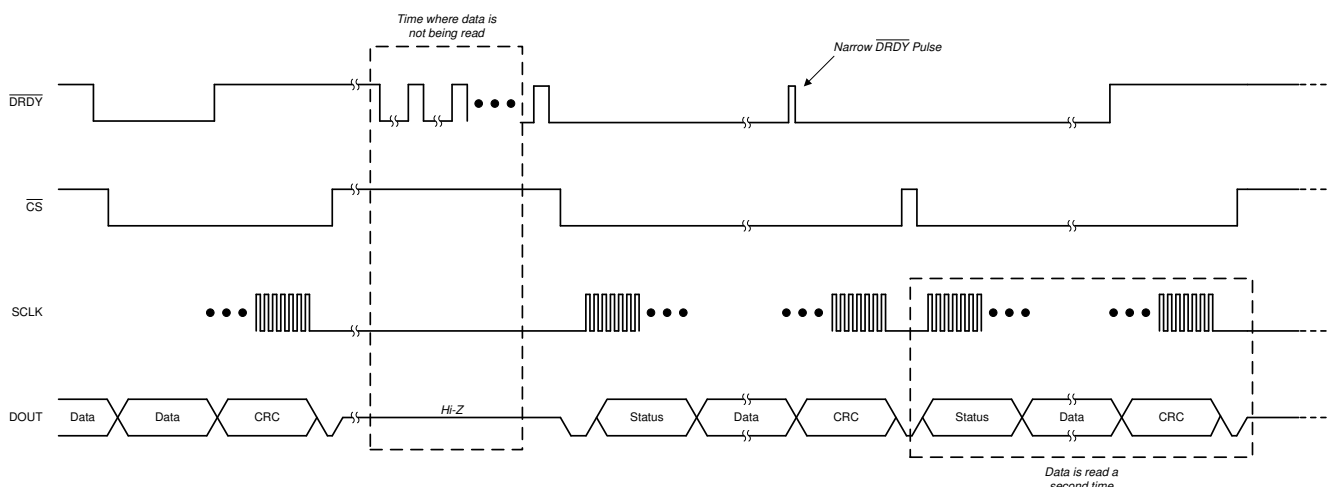 Time where data is
not being read
Narrow DRDY Pulse
DRDY
CS
SCLK
DOUT
Data
Data
CRC
Hi-Z
Status
Data
CRC
Status
Data
CRC
Data is read a
second time